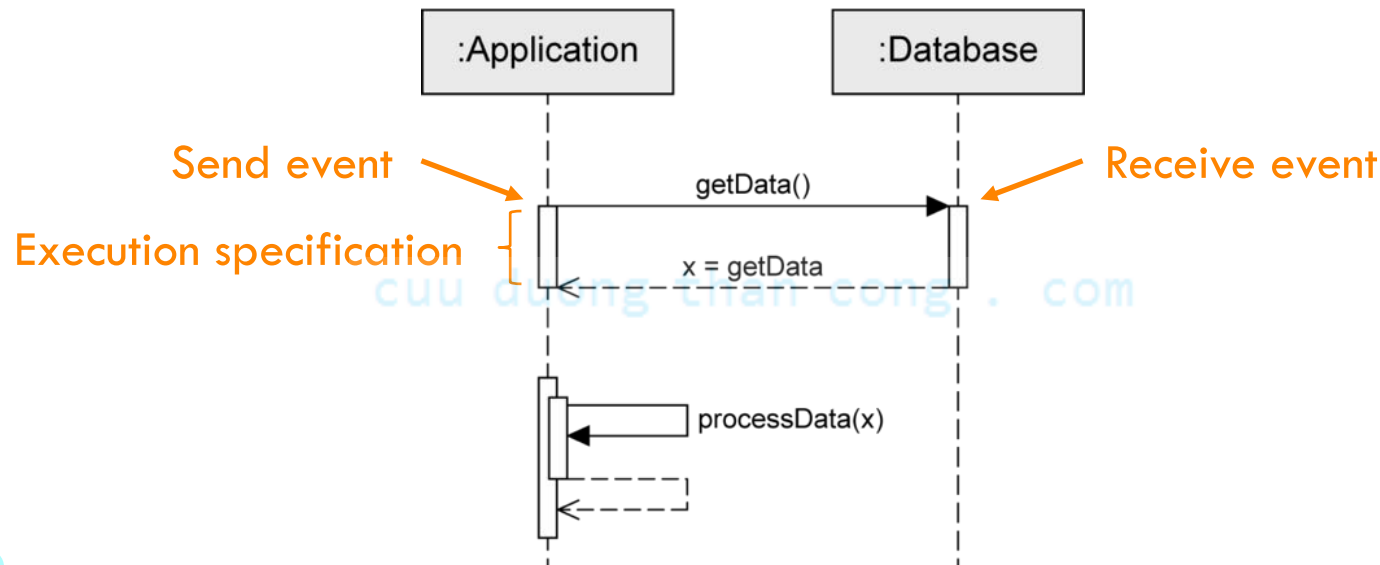 :Application
:Database
Send event
Receive event
getData()
Execution specification
x = getData
cuu duong than cong . com
processData(x)